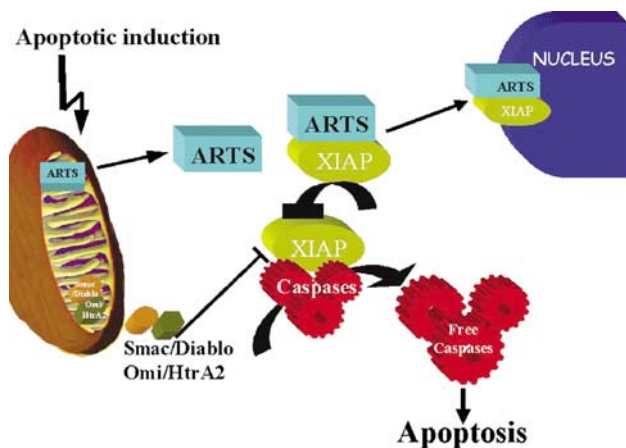 Apoptotic induction
NUCLEUS
ARTS
XIAP
ARTS
XIAP
ARTS
ARTS
XIAP
Caspases
Smac
/Diablo
Omi/
HtrA2
Smac/Diablo
Omi/HtrA2
Free
Caspases
Apoptosis